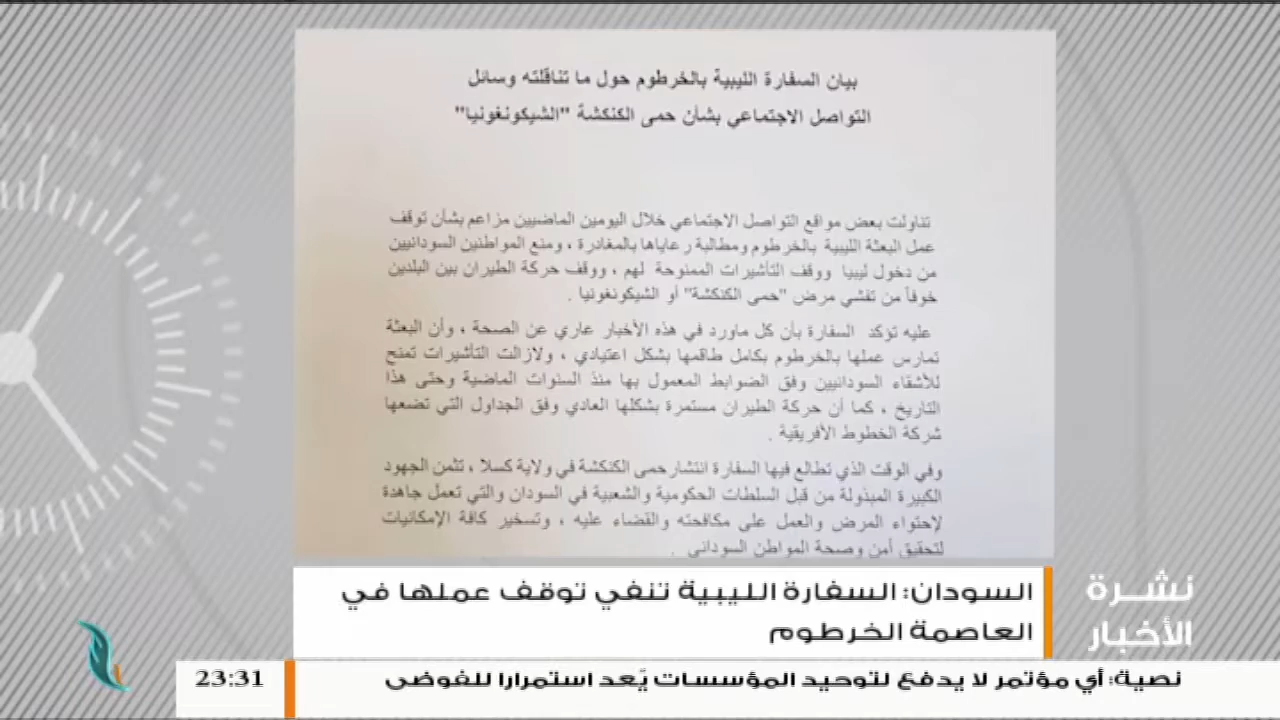 بيان السفارة الليبية بالخرطوم حول ما تناقلته وسائل
التواصل الاجتماعي بشأن حمى الكنكشة "الشيكونغونيا"
تناولت بعض مواقع التواصل الاجتماعي خلال اليومين الماضيين مزاعم بشأن توقف
عمل البعثة الليبية بالخرطوم ومطالبة رعاياها بالمغادرة ، ومنع المواطنين السودانيين
من دخول ليبيا ووقف التأشيرات الممنوحة لهم ، ووقف حركة الطيران بين البلدين
خوفاً من تفشي مرض "حمى الكنكشة" أو الشيكونغونيا .
عليه تؤكد السفارة بأن كل ماورد في هذه الأخبار عاري عن الصحة ، وأن البعثة
تمارس عملها بالخرطوم بكامل طاقمها بشكل اعتيادي ، ولازالت التأشيرات تمنح
للأشقاء السودانيين وفق الضوابط المعمول بها منذ السنوات الماضية وحتى هذا
التاريخ ، كما أن حركة الطيران مستمرة بشكلها العادي وفق الجداول التي تضعها
شركة الخطوط الأفريقية .
وفي الوقت الذي تطالع فيها السفارة انتشارحمى الكنكشة في ولاية كسلا ، تثمن الجهود
الكبيرة المبذولة من قبل السلطات الحكومية والشعبية في السودان والتي تعمل جاهدة
لإحتواء المرض والعمل على مكافحته والقضاء عليه ، وتسخير كافة الإمكانيات
لتحقيق أمن وصحة المواطن السوداني .
السودان: السفارة الليبية تنفي توقف عملها في
العاصمة الخرطوم
نشرة
الأخبار
نصية: أي مؤتمر لا يدفع لتوحيد المؤسسات يُعد استمرارا للفوضى
23:31